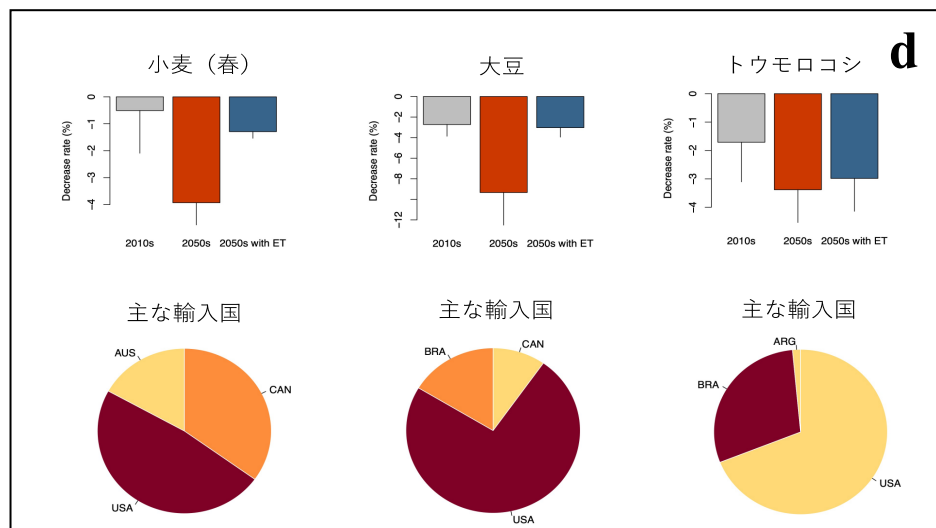 d
小麦（春）
Decrease rate (%)
0
-1
-2
-3
-4
2010s 2050s 2050s with ET
大豆
Decrease rate (%)
0
-2
-4
-6
-8
-12
2010s 2050s 2050s with ET
トウモロコシ
Decrease rate (%)
0
-1
-2
-3
-4
2010s 2050s 2050s with ET
主な輸入国
AUS
CAN
USA
主な輸入国
BRA
CAN
USA
主な輸入国
ARG
BRA
USA